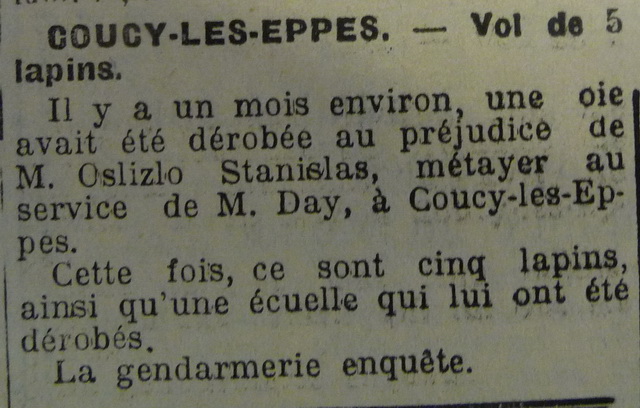 COUCY-LES-EPPES. — Vol de 5
lapins.
Il y a un mois environ, une oie
avait été dérobée au préjudice de
M. Oslizlo Stanislas, métayer au
service de M. Day, à Coucy-les-Ep-
pes.
Cette fois, ce sont cinq lapins,
ainsi qu'une écuelle qui lui ont été
dérobés.
La gendarmerie enquête.